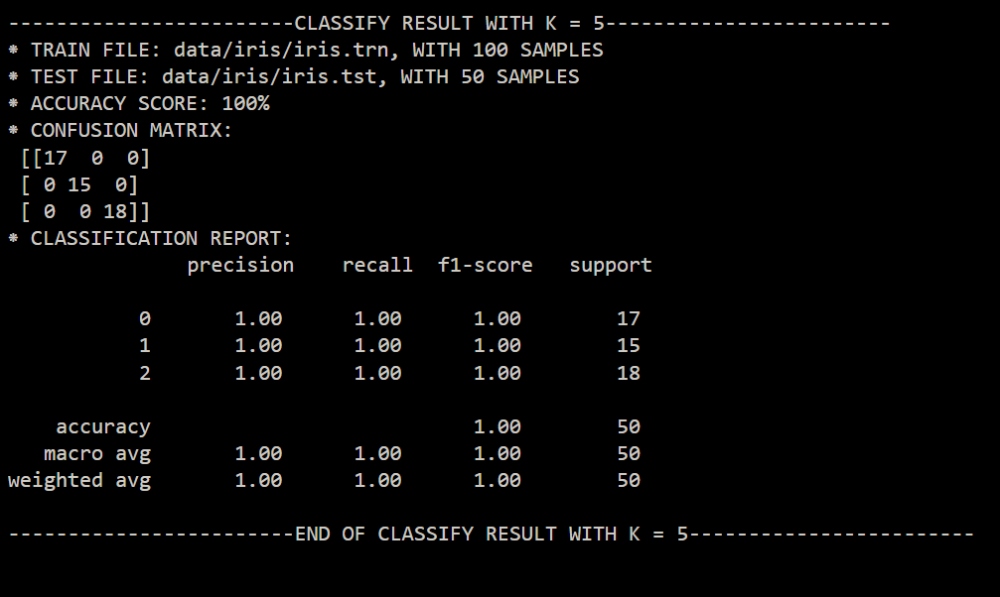 ------------------------CLASSIFY RESULT WITH K = 5------------------------
* TRAIN FILE: data/iris/iris.trn, WITH 100 SAMPLES
* TEST FILE: data/iris/iris.tst, WITH 50 SAMPLES
* ACCURACY SCORE: 100%
* CONFUSION MATRIX:
 [[17  0  0]
 [ 0 15  0]
 [ 0  0 18]]
* CLASSIFICATION REPORT:
               precision    recall  f1-score   support

           0       1.00      1.00      1.00        17
           1       1.00      1.00      1.00        15
           2       1.00      1.00      1.00        18

    accuracy                           1.00        50
   macro avg       1.00      1.00      1.00        50
weighted avg       1.00      1.00      1.00        50

------------------------END OF CLASSIFY RESULT WITH K = 5------------------------